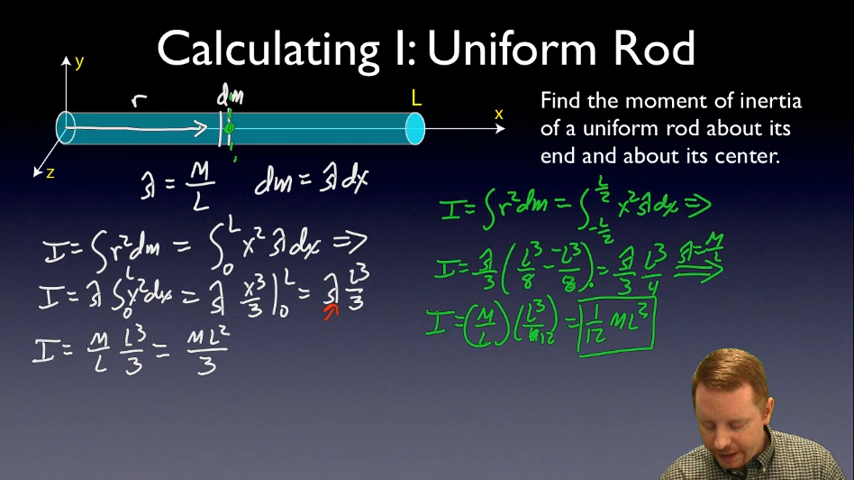 Calculating I: Uniform Rod
y
r
dm
L
x
z
Find the moment of inertia
of a uniform rod about its
end and about its center.
λ = M/L   dm = λdx
I = ∫r²dm = ∫₀ᴸ x² λdx ⇒
I = λ ∫₀ᴸ x²dx = λ x³/3 |₀ᴸ = λ L³/3
I = M/L L³/3 = ML²/3
I = ∫r²dm = ∫_{-L/2}^{L/2} x²λdx ⇒
I = λ/3 (L³/8 - -L³/8) = λ/3 L³/4 λ=M/L ⇒
I = (M/L)(L³/12) = 1/12 ML²